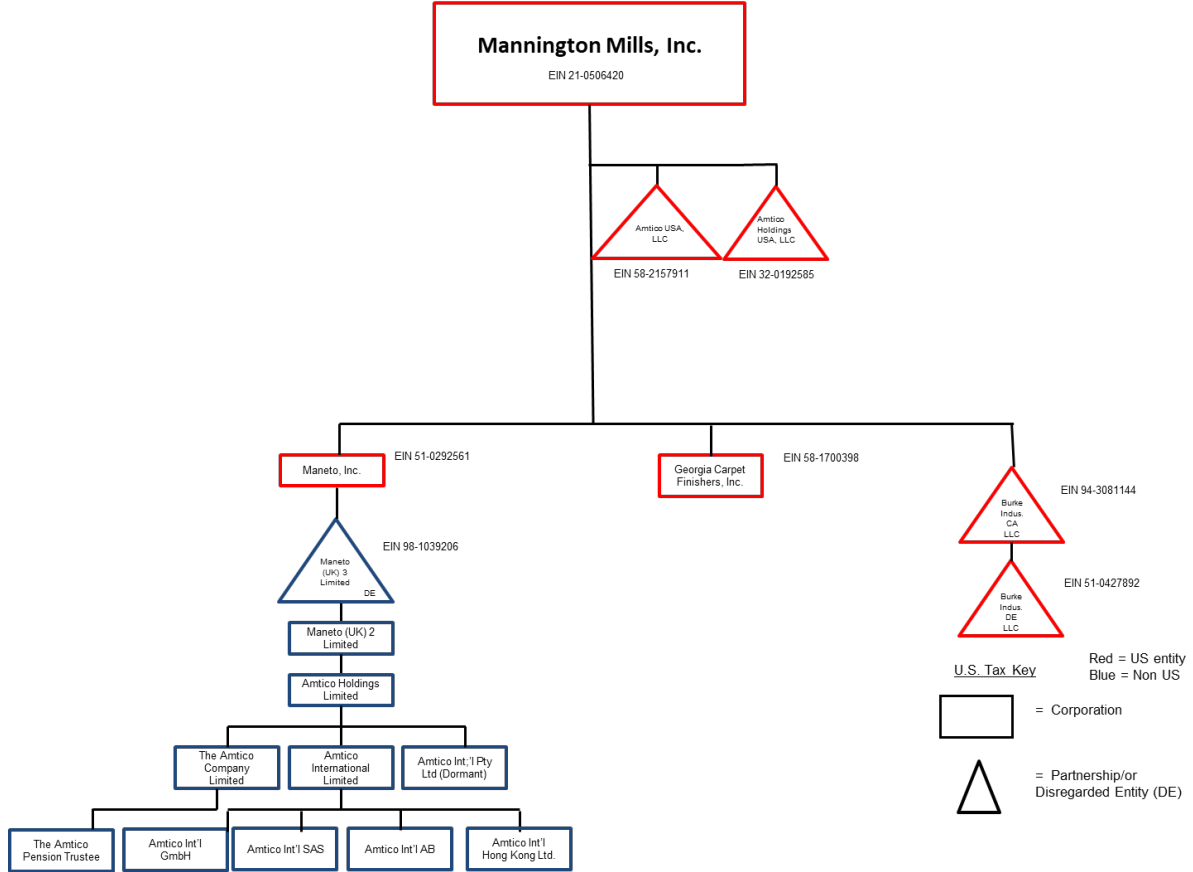 Mannington Mills, Inc.
EIN 21-0506420
Amtico USA,
LLC
Amtico
Holdings
USA, LLC
EIN 58-2157911
EIN 32-0192585
Maneto, Inc.
EIN 51-0292561
Georgia Carpet
Finishers, Inc.
EIN 58-1700398
Burke
Indus.
CA
LLC
EIN 94-3081144
Maneto
(UK) 3
Limited
DE
EIN 98-1039206
Burke
Indus.
DE
LLC
EIN 51-0427892
Maneto (UK) 2
Limited
Amtico Holdings
Limited
The Amtico
Company
Limited
Amtico
International
Limited
Amtico Int;'l Pty
Ltd (Dormant)
The Amtico
Pension Trustee
Amtico Int'l
GmbH
Amtico Int'l SAS
Amtico Int'l AB
Amtico Int'l
Hong Kong Ltd.
U.S. Tax Key
Red = US entity
Blue = Non US
= Corporation
= Partnership/or
Disregarded Entity (DE)